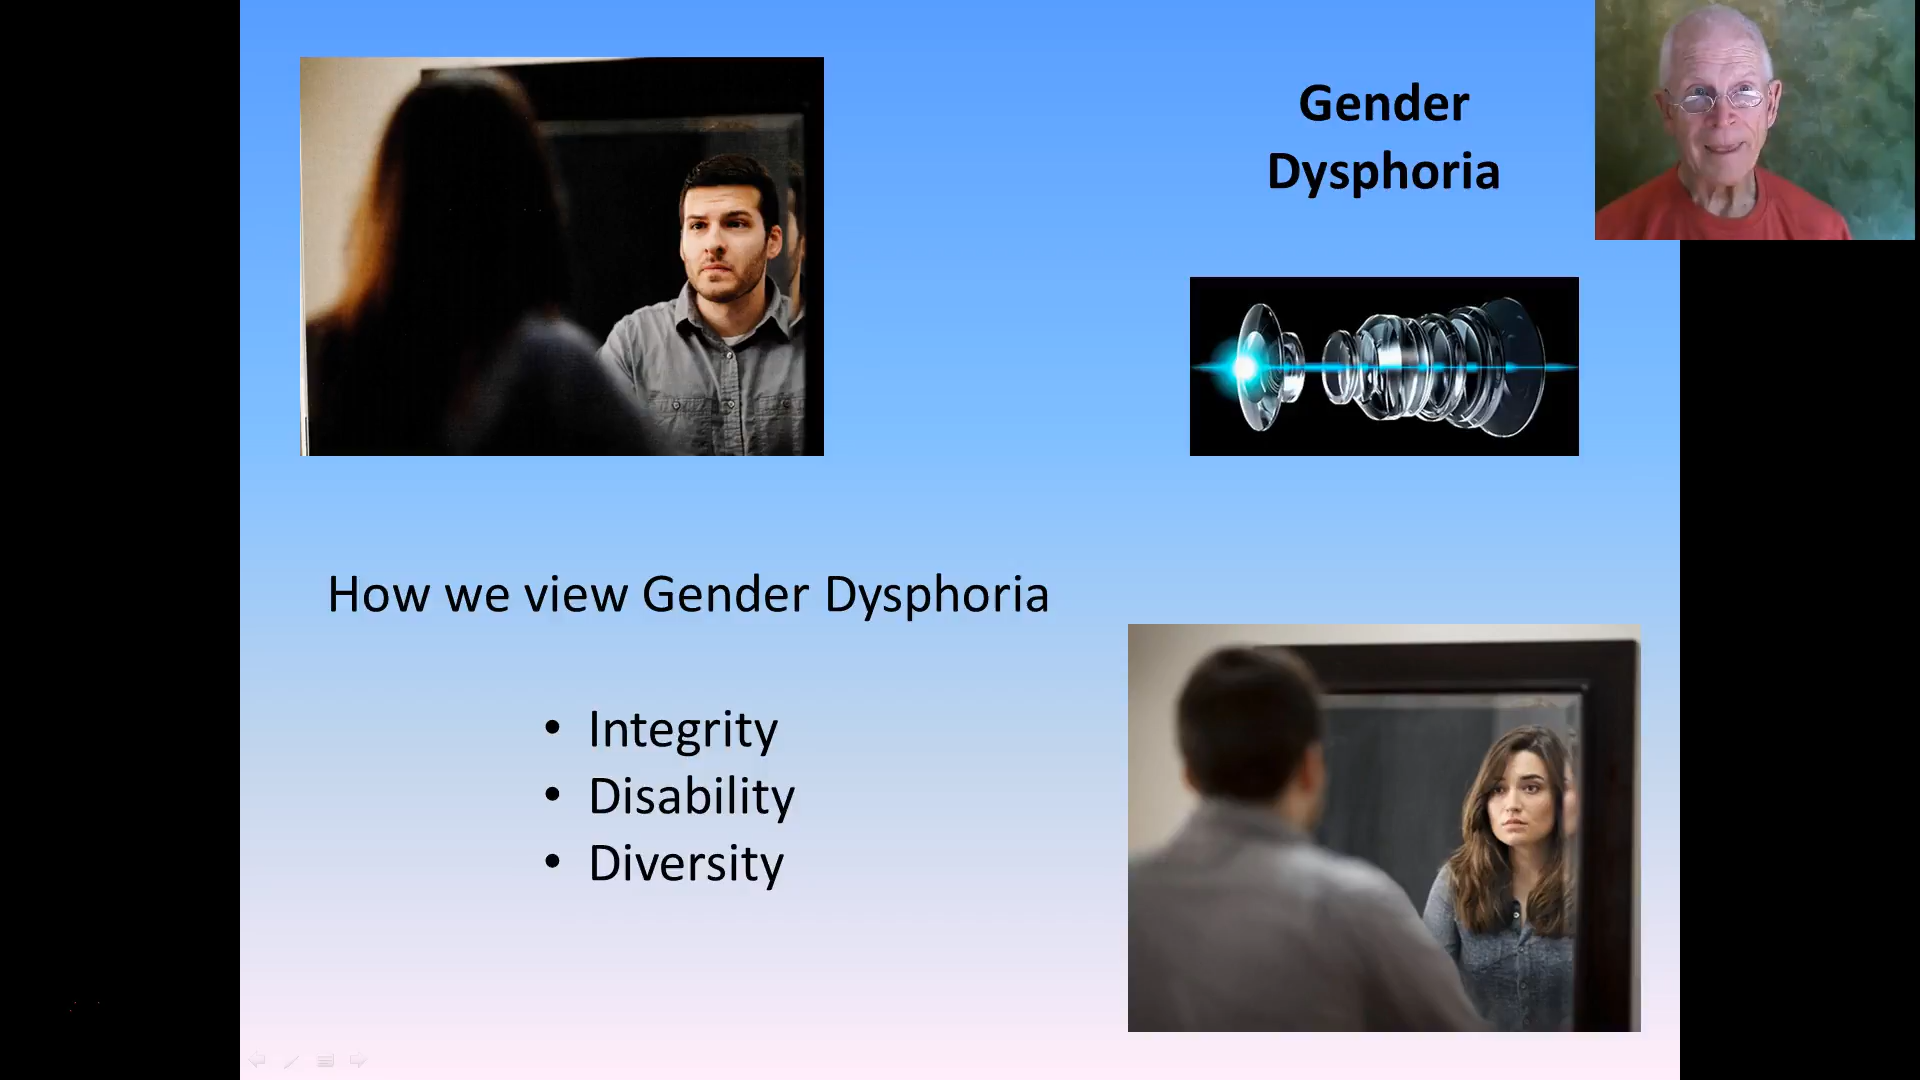 Gender
Dysphoria
How we view Gender Dysphoria
• Integrity
• Disability
• Diversity